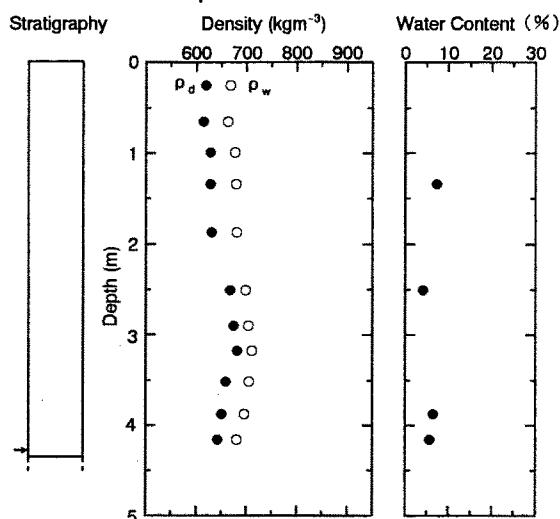 Stratigraphy Density (kgm⁻³) Water Content (%)
600 700 800 900 0 10 20 30
0
ρd ρw
1
2
3
4
5
Depth (m)